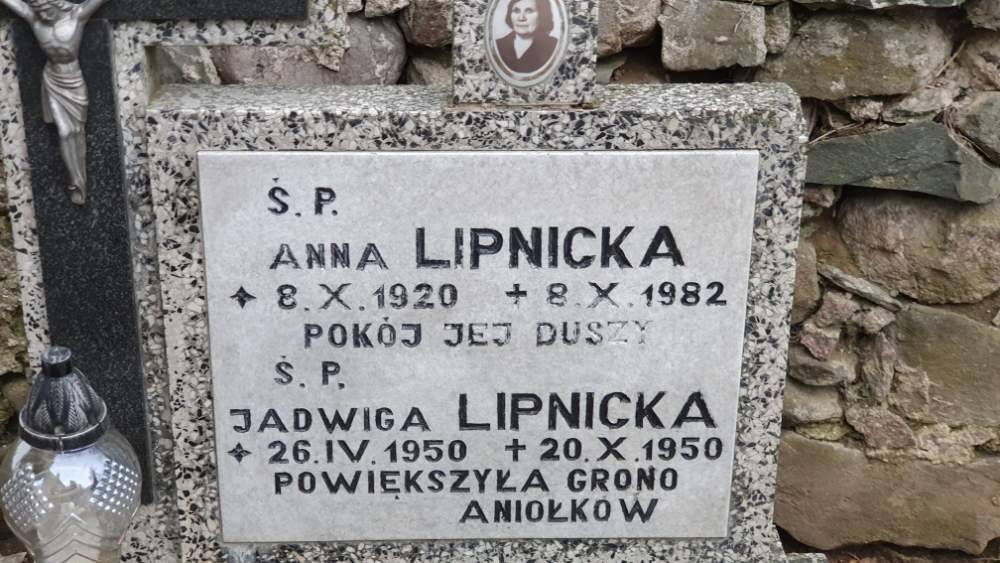 Ś. P.
ANNA LIPNICKA
✦ 8. X. 1920 ✝ 8. X. 1982
POKÓJ JEJ DUSZY
Ś. P.
JADWIGA LIPNICKA
✦ 26. IV. 1950 ✝ 20. X. 1950
POWIĘKSZYŁA GRONO
ANIOŁKÓW